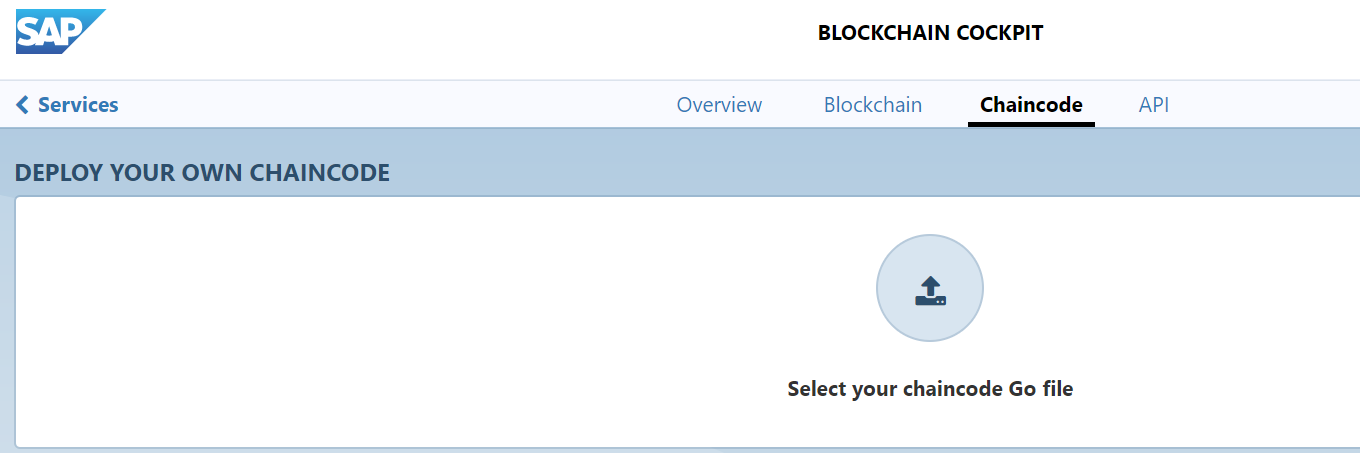 SAP
BLOCKCHAIN COCKPIT
Services
Overview
Blockchain
Chaincode
API
DEPLOY YOUR OWN CHAINCODE
Select your chaincode Go file